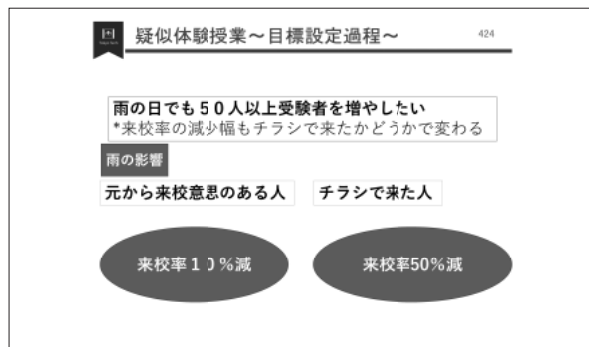 疑似体験授業～目標設定過程～
424
雨の日でも５０人以上受験者を増やしたい
*来校率の減少幅もチラシで来たかどうかで変わる
雨の影響
元から来校意思のある人
チラシで来た人
来校率１０％減
来校率50％減